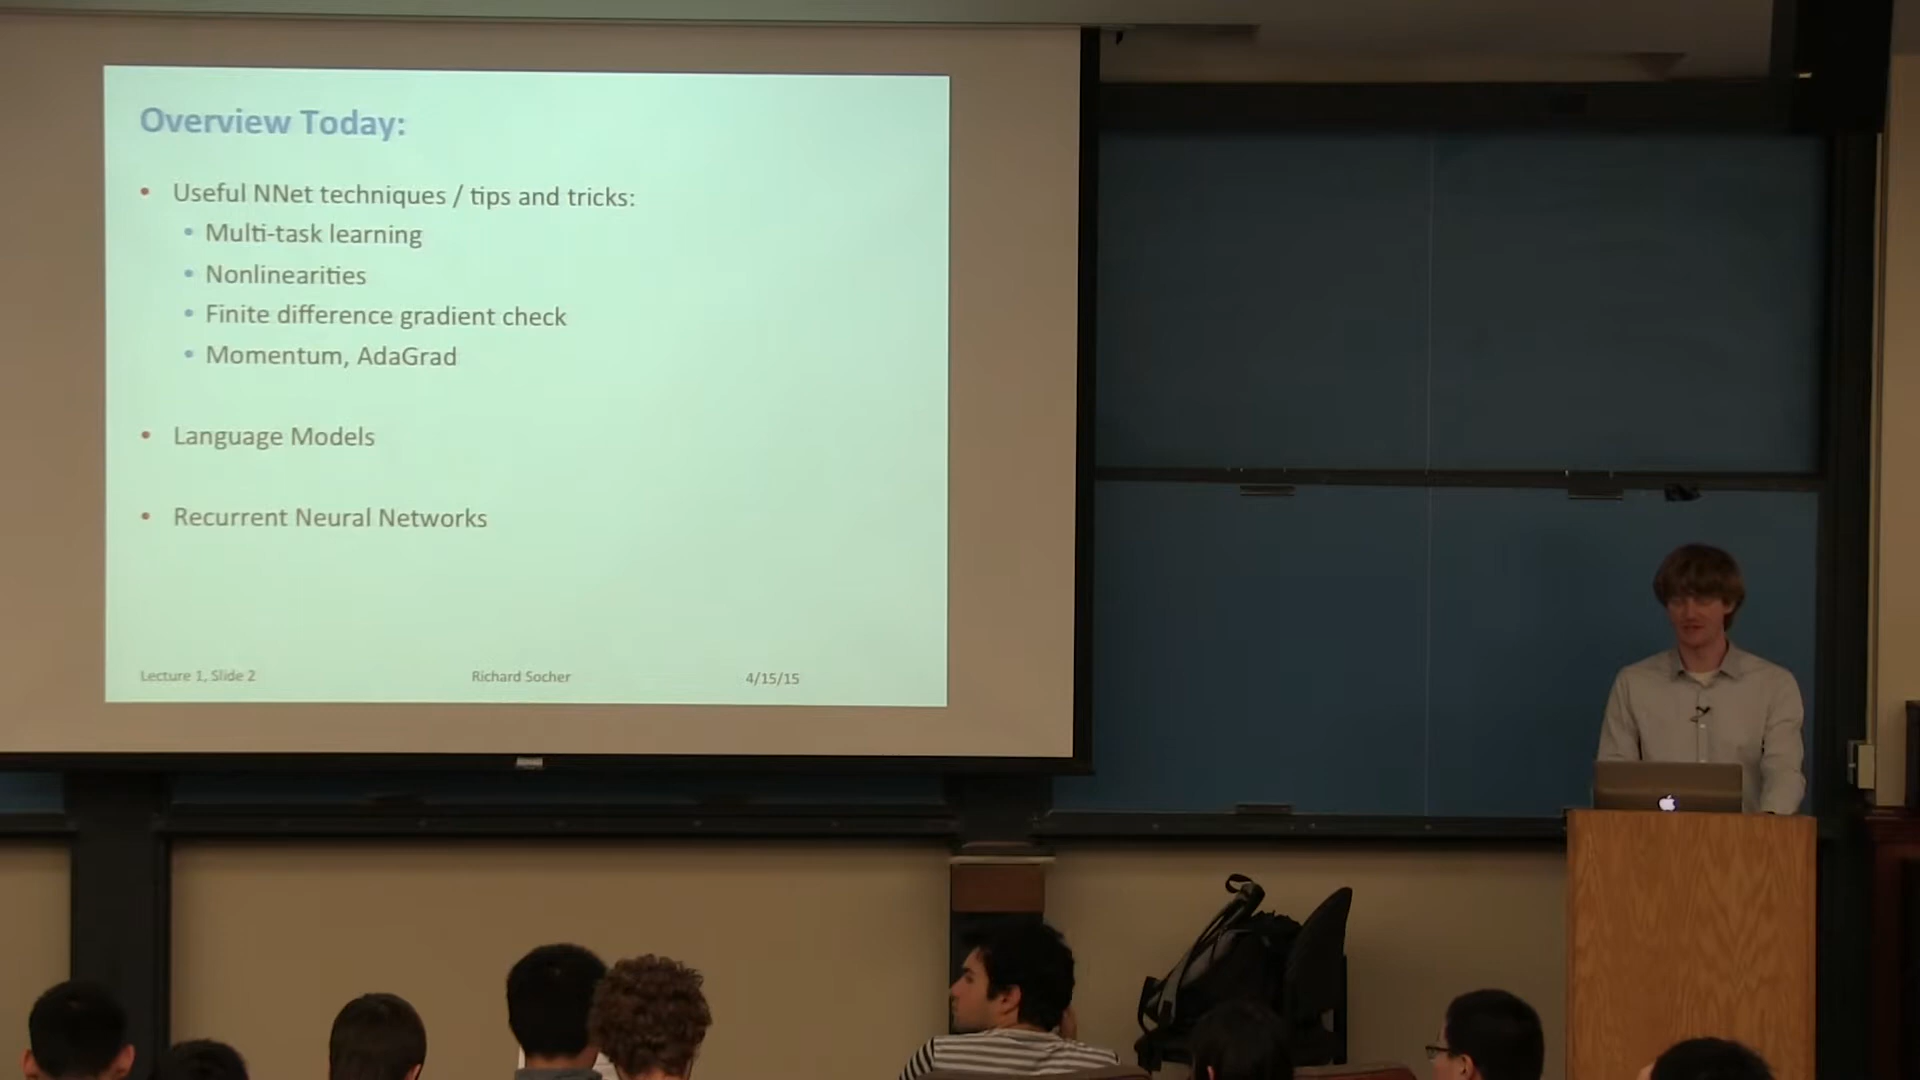 Overview Today:
• Useful NNet techniques / tips and tricks:
• Multi-task learning
• Nonlinearities
• Finite difference gradient check
• Momentum, AdaGrad
• Language Models
• Recurrent Neural Networks
Lecture 1, Slide 2 Richard Socher 4/15/15